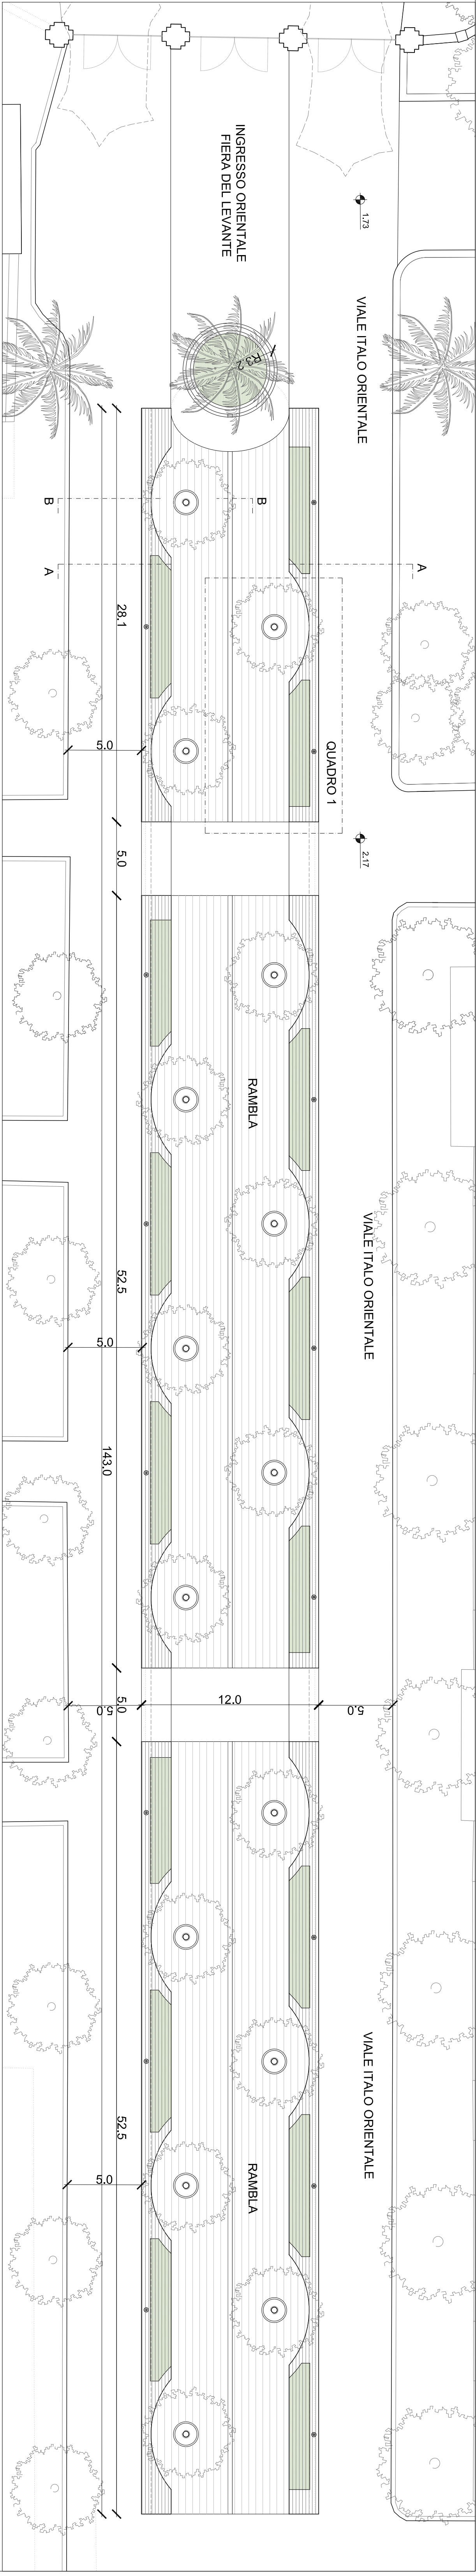 INGRESSO ORIENTALE
FIERA DEL LEVANTE
1.73
VIALE ITALO ORIENTALE
R3.2
B
B
A
A
28.1
QUADRO 1
5.0
2.17
5.0
RAMBLA
VIALE ITALO ORIENTALE
52.5
5.0
143.0
5.0
5.0
12.0
5.0
VIALE ITALO ORIENTALE
52.5
RAMBLA
5.0